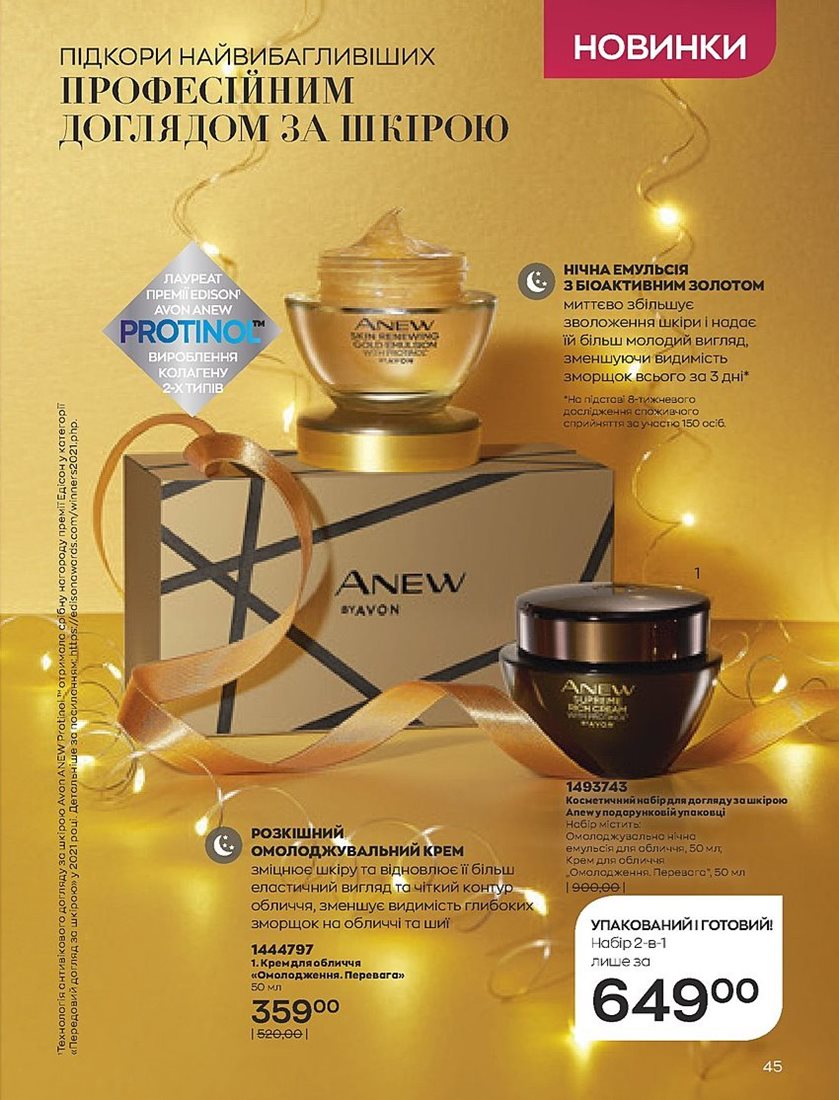 НОВИНКИ
ПІДКОРИ НАЙВИБАГЛИВІШИХ
ПРОФЕСІЙНИМ
ДОГЛЯДОМ ЗА ШКІРОЮ
ЛАУРЕАТ
ПРЕМІЇ EDISON¹
AVON ANEW
PROTINOL™
ВИРОБЛЕННЯ
КОЛАГЕНУ
2-Х ТИПІВ
ANEW
SKIN RENEWING
GOLD EMULSION
WITH PROTINOL™
BY AVON
НІЧНА ЕМУЛЬСІЯ
З БІОАКТИВНИМ ЗОЛОТОМ
миттєво збільшує
зволоження шкіри і надає
їй більш молодий вигляд,
зменшуючи видимість
зморщок всього за 3 дні*
*На підставі 8-тижневого
дослідження споживчого
сприйняття за участю 150 осіб.
ANEW
BY AVON
1
ANEW
SUPREME
RICH CREAM
WITH PROTINOL™
BY AVON
1493743
Косметичний набір для догляду за шкірою
Anew у подарунковій упаковці
Набір містить:
Омолоджувальна нічна
емульсія для обличчя, 50 мл;
Крем для обличчя
„Омолодження. Перевага", 50 мл
| 900,00 |
УПАКОВАНИЙ І ГОТОВИЙ!
Набір 2-в-1
лише за
649⁰⁰
РОЗКІШНИЙ
ОМОЛОДЖУВАЛЬНИЙ КРЕМ
зміцнює шкіру та відновлює її більш
еластичний вигляд та чіткий контур
обличчя, зменшує видимість глибоких
зморщок на обличчі та шиї
1444797
1. Крем для обличчя
«Омолодження. Перевага»
50 мл
359⁰⁰
| 520,00 |
¹Технологія антивікового догляду за шкірою Avon ANEW Protinol™ отримала срібну нагороду премії Едісон у категорії
«Передовий догляд за шкірою» у 2021 році. Детальніше за посиланням: https://edisonawards.com/winners2021.php.
45